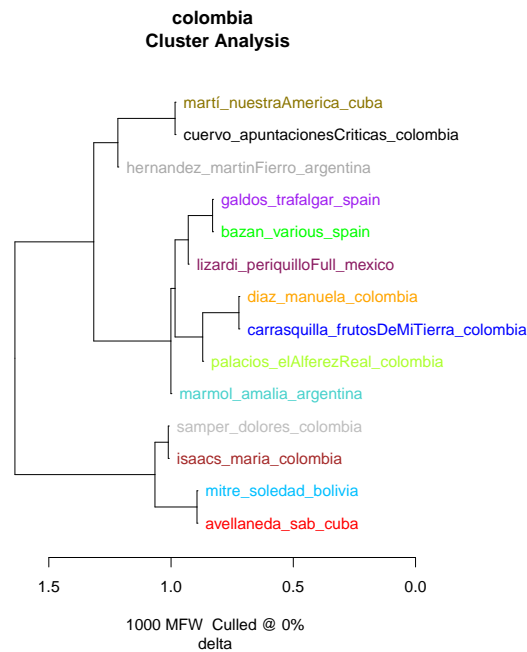 colombia
Cluster Analysis
martí_nuestraAmerica_cuba
cuervo_apuntacionesCriticas_colombia
hernandez_martinFierro_argentina
galdos_trafalgar_spain
bazan_various_spain
lizardi_periquilloFull_mexico
diaz_manuela_colombia
carrasquilla_frutosDeMiTierra_colombia
palacios_elAlferezReal_colombia
marmol_amalia_argentina
samper_dolores_colombia
isaacs_maria_colombia
mitre_soledad_bolivia
avellaneda_sab_cuba
1.5 1.0 0.5 0.0
1000 MFW Culled @ 0%
delta